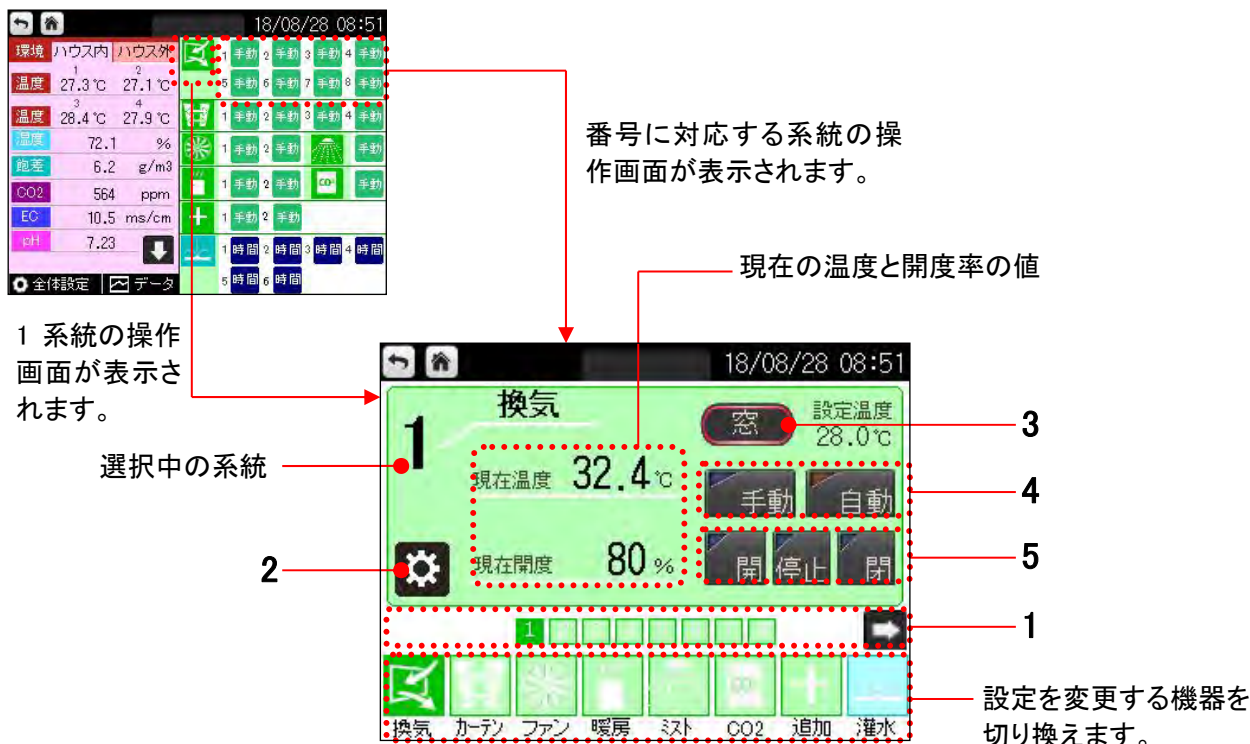 18/08/28 08:51
環境 ハウス内 ハウス外
1 手動 2 手動 3 手動 4 手動
1 2
温度 27.3℃ 27.1℃
5 手動 6 手動 7 手動 8 手動
3 4
温度 28.4℃ 27.9℃
1 手動 2 手動 3 手動 4 手動
湿度 72.1 %
1 手動 2 手動 手動
飽差 6.2 g/m3
CO2 564 ppm
1 手動 2 手動 CO² 手動
EC 10.5 ms/cm
1 手動 2 手動
pH 7.23
1 時間 2 時間 3 時間 4 時間
全体設定 データ
5 時間 6 時間
番号に対応する系統の操
作画面が表示されます。
現在の温度と開度率の値
1 系統の操作
画面が表示さ
れます。
選択中の系統
18/08/28 08:51
換気
1
窓
設定温度
28.0℃
3
現在温度 32.4℃
手動 自動
4
2
現在開度 80%
開 停止 閉
5
1
1
換気 カーテン ファン 暖房 ミスト CO2 追加 灌水
設定を変更する機器を
切り換えます。